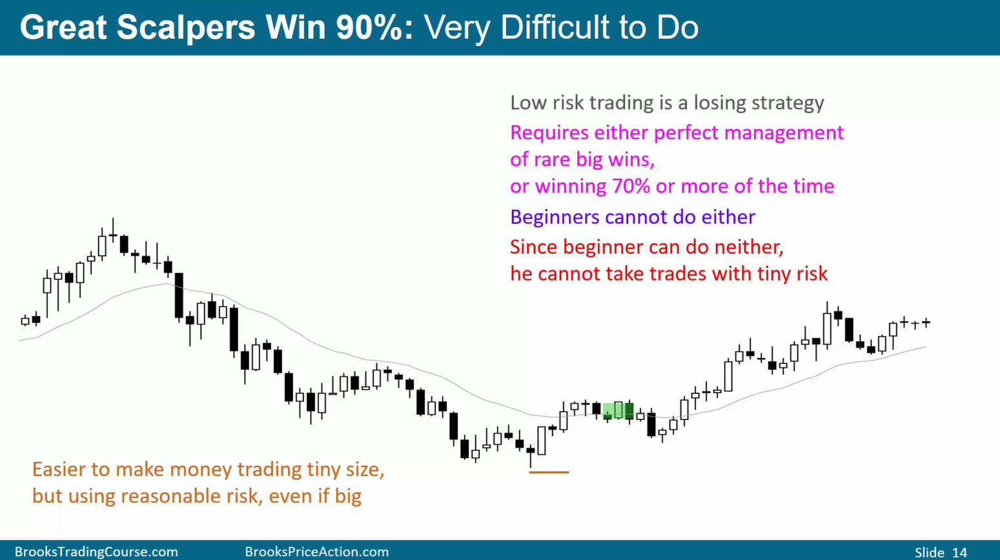 Great Scalpers Win 90%: Very Difficult to Do
Low risk trading is a losing strategy
Requires either perfect management
of rare big wins,
or winning 70% or more of the time
Beginners cannot do either
Since beginner can do neither,
he cannot take trades with tiny risk
Easier to make money trading tiny size,
but using reasonable risk, even if big
BrooksTradingCourse.com
BrooksPriceAction.com
Slide 14